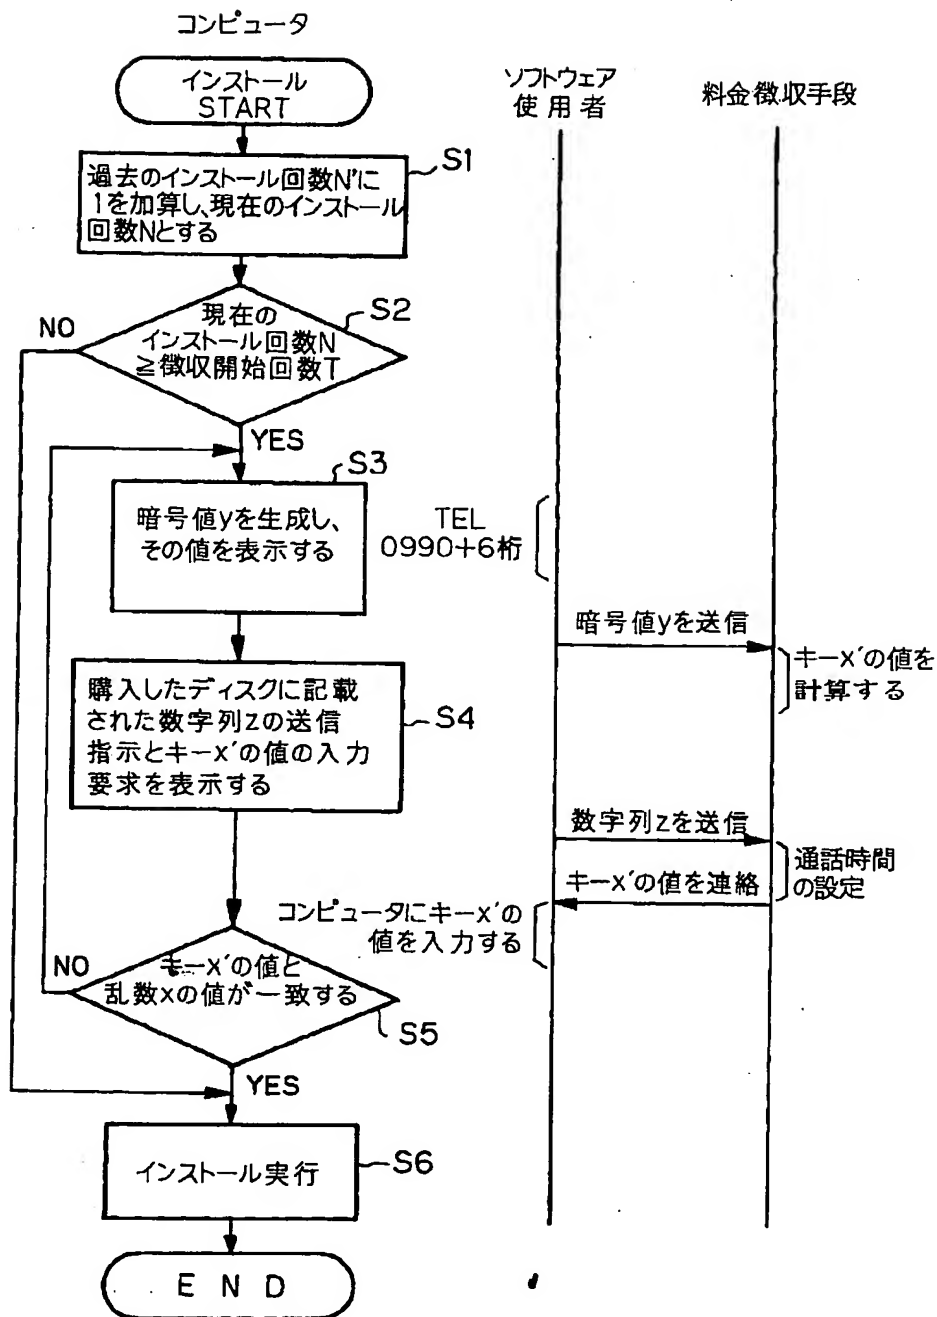 コンピュータ
インストール
START
S1
過去のインストール回数N'に
1を加算し、現在のインストール
回数Nとする
S2
現在の
インストール回数N
≧徴収開始回数T
NO
YES
S3
暗号値yを生成し、
その値を表示する
S4
購入したディスクに記載
された数字列zの送信
指示とキーx'の値の入力
要求を表示する
キーx'の値と
乱数xの値が一致する
NO
S5
YES
インストール実行
S6
END
ソフトウェア
使用者
料金徴収手段
TEL
0990+6桁
暗号値yを送信
キーx'の値を
計算する
数字列zを送信
通話時間
の設定
キーx'の値を連絡
コンピュータにキーx'の
値を入力する